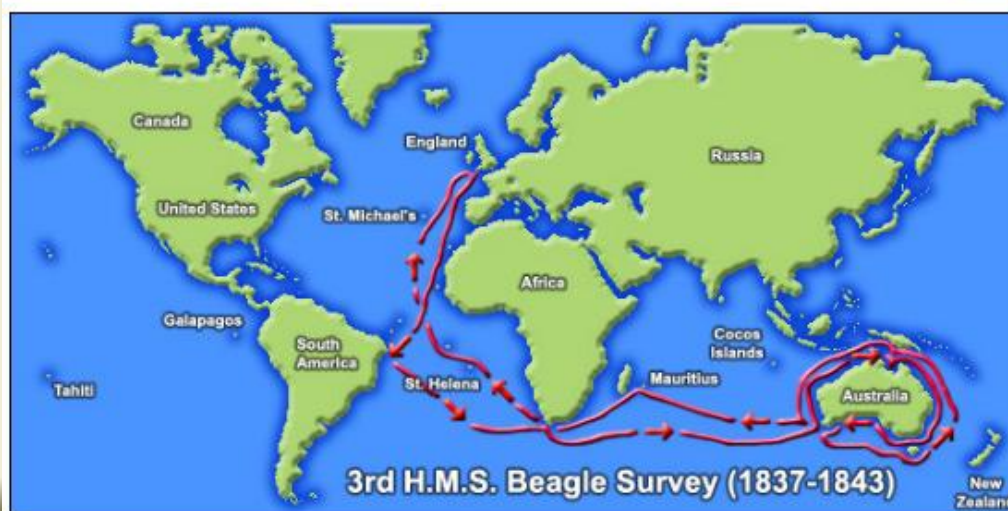 Canada
England
Russia
United States
St. Michael's
Africa
Galapagos
South
America
Cocos
Islands
Tahiti
St. Helena
Mauritius
Australia
3rd H.M.S. Beagle Survey (1837-1843)
New